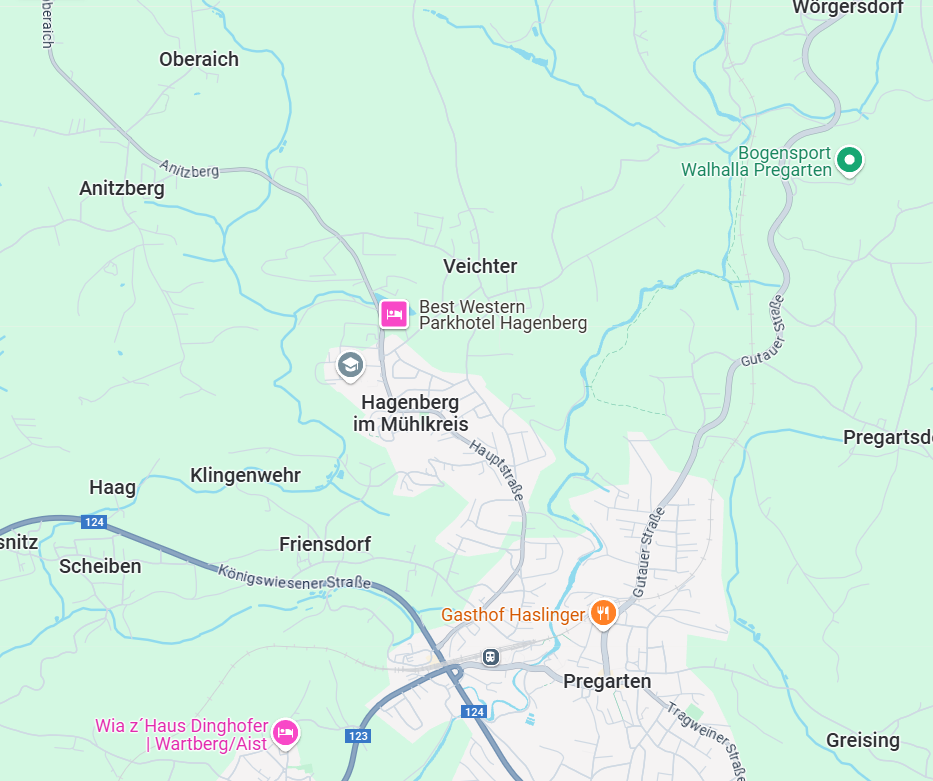 Wörgersdorf
beraich
Oberaich
Bogensport
Walhalla Pregarten
Anitzberg
Anitzberg
Veichter
Best Western
Parkhotel Hagenberg
Gutauer Straße
Hagenberg
im Mühlkreis
Pregartsd
Hauptstraße
Klingenwehr
Haag
124
snitz
Friensdorf
Scheiben
Königswiesener Straße
Gutauer Straße
Gasthof Haslinger
Pregarten
124
123
Wia z´Haus Dinghofer
| Wartberg/Aist
Tragweiner Straße
Greising